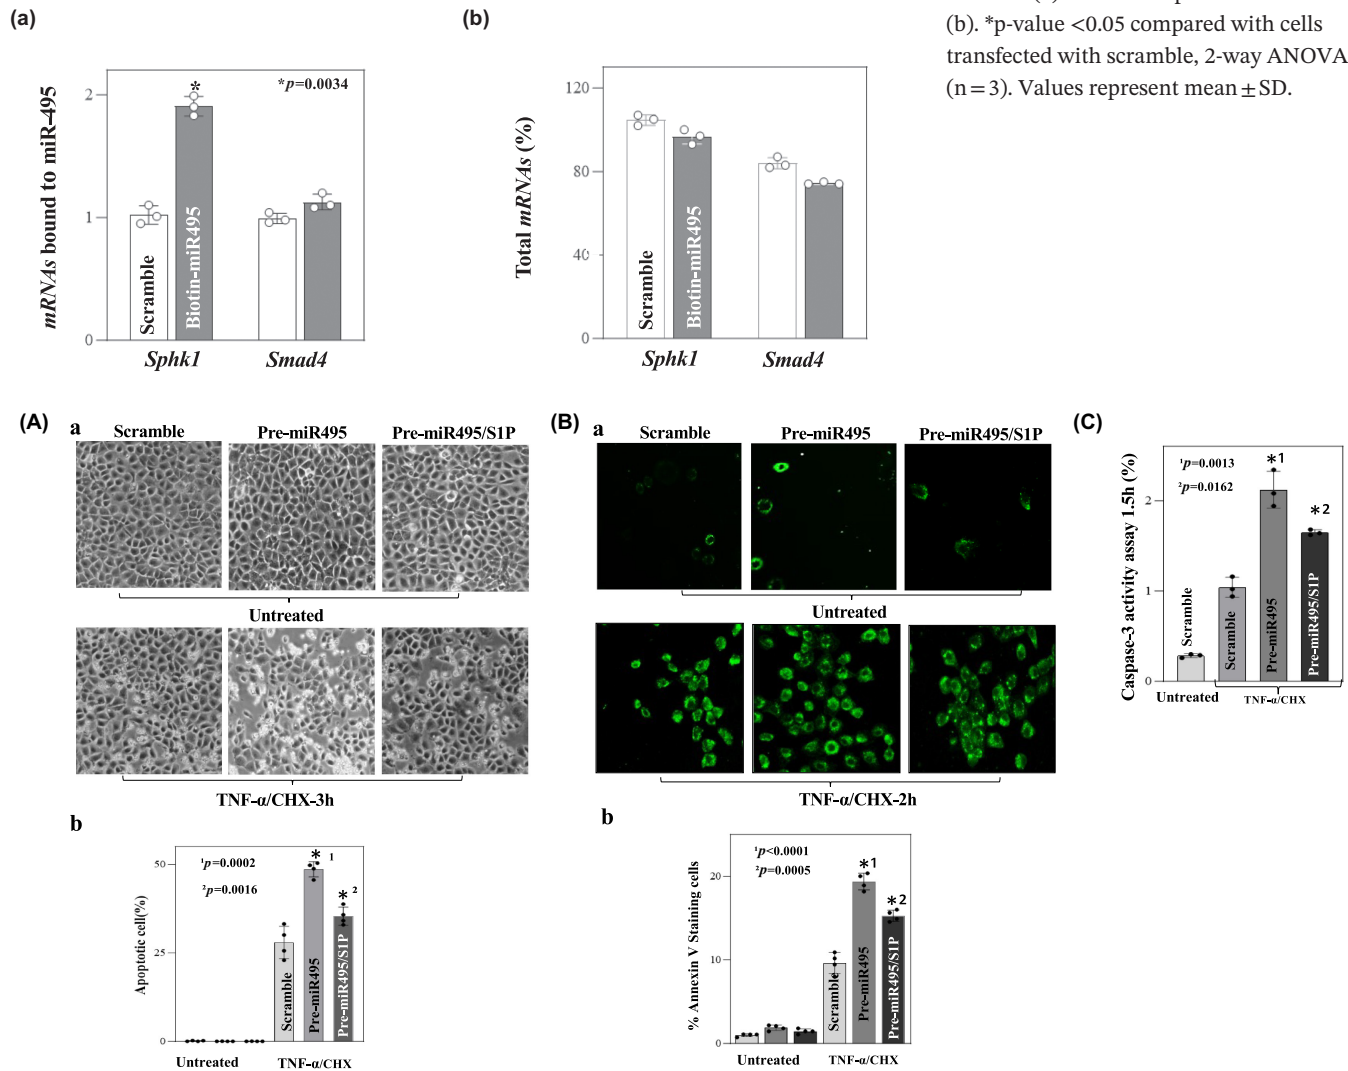 (a)
(b)
(b). *p-value <0.05 compared with cells
transfected with scramble, 2-way ANOVA
(n=3). Values represent mean±SD.
mRNAs bound to miR-495
2
1
0
*
*p=0.0034
Scramble
Biotin-miR495
Sphk1
Smad4
Total mRNAs (%)
120
80
40
0
Scramble
Biotin-miR495
Sphk1
Smad4
(A)
a
Scramble
Pre-miR495
Pre-miR495/S1P
Untreated
TNF-α/CHX-3h
b
Apoptotic cell(%)
50
25
0
¹p=0.0002
²p=0.0016
* 1
* 2
Scramble
Pre-miR495
Pre-miR495/S1P
Untreated
TNF-α/CHX
(B)
a
Scramble
Pre-miR495
Pre-miR495/S1P
Untreated
TNF-α/CHX-2h
b
% Annexin V Staining cells
20
10
0
¹p<0.0001
²p=0.0005
*1
*2
Scramble
Pre-miR495
Pre-miR495/S1P
Untreated
TNF-α/CHX
(C)
Caspase-3 activity assay 1.5h (%)
2
1
0
¹p=0.0013
²p=0.0162
*1
*2
Scramble
Scramble
Pre-miR495
Pre-miR495/S1P
Untreated
TNF-α/CHX